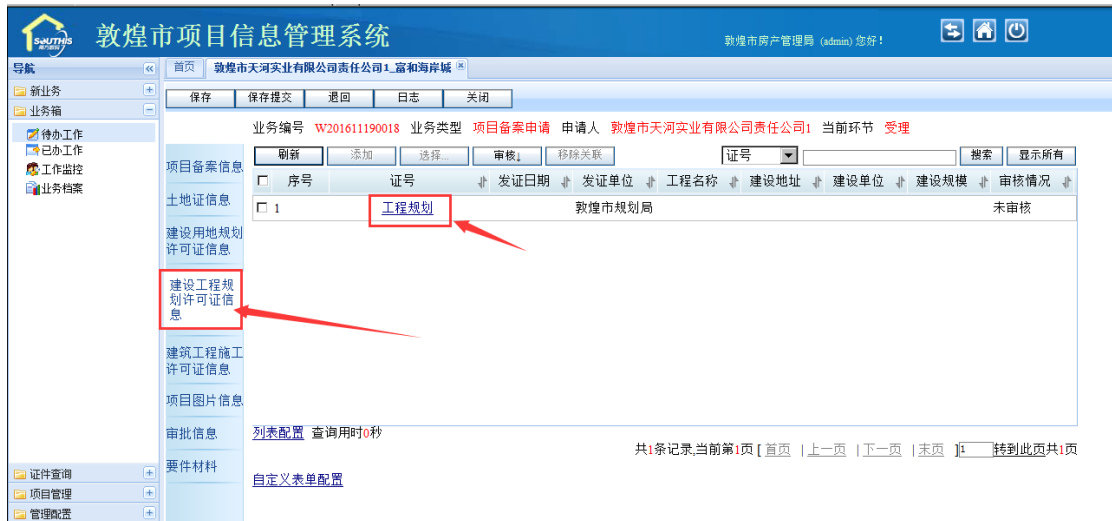 SOUTHIS
敦煌市项目信息管理系统
敦煌市房产管理局 (admin) 您好!
导航
首页 敦煌市天河实业有限公司责任公司1_富和海岸城
新业务
业务箱
待办工作
已办工作
工作监控
业务档案
证件查询
项目管理
管理配置
保存 保存提交 退回 日志 关闭
业务编号 W201611190018 业务类型 项目备案申请 申请人 敦煌市天河实业有限公司责任公司1 当前环节 受理
项目备案信息
土地证信息
建设用地规划
许可证信息
建设工程规
划许可证信
息
建筑工程施工
许可证信息
项目图片信息
审批信息
要件材料
刷新 添加 选择... 审核↓ 移除关联 证号 搜索 显示所有
序号 证号 发证日期 发证单位 工程名称 建设地址 建设单位 建设规模 审核情况
1 工程规划 敦煌市规划局 未审核
列表配置 查询用时0秒
共1条记录,当前第1页 [ 首页 | 上一页 | 下一页 | 末页 ] 1 转到此页共1页
自定义表单配置